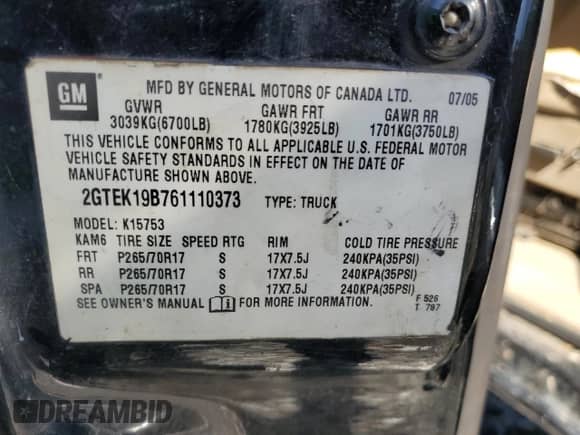 GM
MFD BY GENERAL MOTORS OF CANADA LTD. 07/05
GVWR GAWR FRT GAWR RR
3039KG(6700LB) 1780KG(3925LB) 1701KG(3750LB)
THIS VEHICLE CONFORMS TO ALL APPLICABLE U.S. FEDERAL MOTOR
VEHICLE SAFETY STANDARDS IN EFFECT ON THE DATE OF
MANUFACTURE SHOWN ABOVE.
2GTEK19B761110373 TYPE: TRUCK
MODEL: K15753
KAM6 TIRE SIZE SPEED RTG RIM COLD TIRE PRESSURE
FRT P265/70R17 S 17X7.5J 240KPA(35PSI)
RR P265/70R17 S 17X7.5J 240KPA(35PSI)
SPA P265/70R17 S 17X7.5J 240KPA(35PSI)
SEE OWNER'S MANUAL FOR MORE INFORMATION.
F 526
T 787
DREAMBID